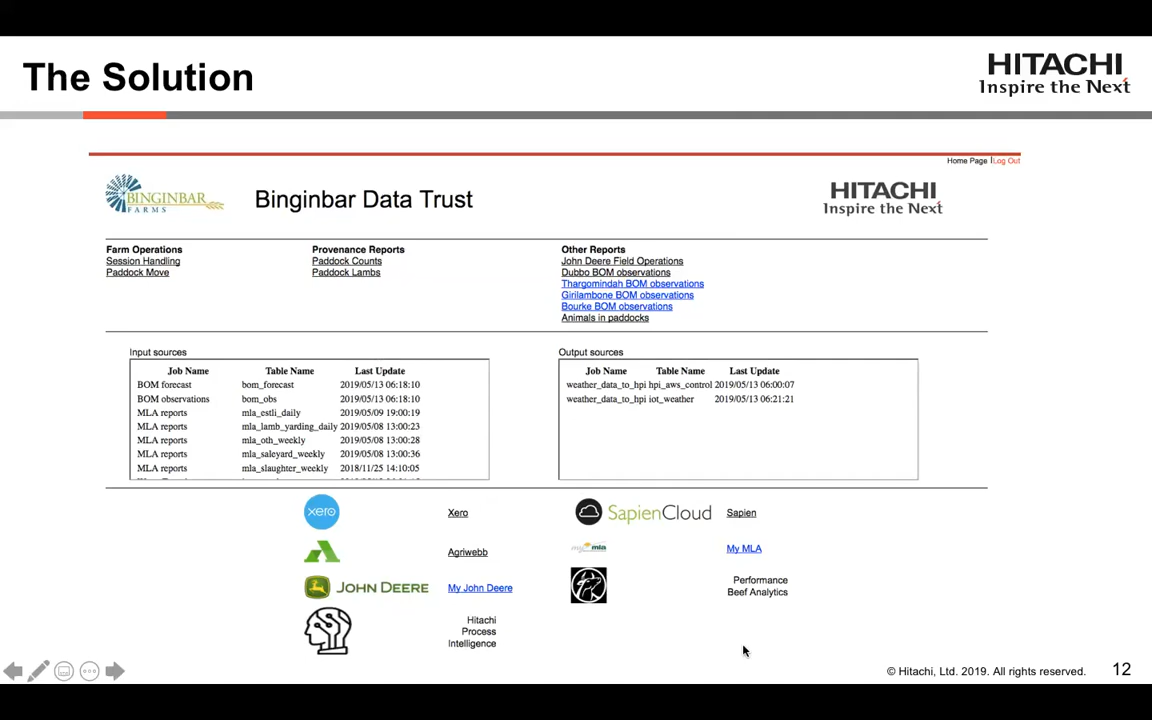 The Solution
HITACHI
Inspire the Next
Home Page | Log Out
BINGINBAR
FARMS
Binginbar Data Trust
HITACHI
Inspire the Next
Farm Operations
Session Handling
Paddock Move
Provenance Reports
Paddock Counts
Paddock Lambs
Other Reports
John Deere Field Operations
Dubbo BOM observations
Thargomindah BOM observations
Girilambone BOM observations
Bourke BOM observations
Animals in paddocks
Input sources
Job Name Table Name Last Update
BOM forecast bom_forecast 2019/05/13 06:18:10
BOM observations bom_obs 2019/05/13 06:18:10
MLA reports mla_estli_daily 2019/05/09 19:00:19
MLA reports mla_lamb_yarding_daily 2019/05/08 13:00:23
MLA reports mla_oth_weekly 2019/05/08 13:00:28
MLA reports mla_saleyard_weekly 2019/05/08 13:00:36
MLA reports mla_slaughter_weekly 2018/11/25 14:10:05
Output sources
Job Name Table Name Last Update
weather_data_to_hpi hpi_aws_control 2019/05/13 06:00:07
weather_data_to_hpi iot_weather 2019/05/13 06:21:21
xero
Xero
SapienCloud
Sapien
Agriwebb
my mla
My MLA
JOHN DEERE
My John Deere
Performance
Beef Analytics
Hitachi
Process
Intelligence
© Hitachi, Ltd. 2019. All rights reserved.
12